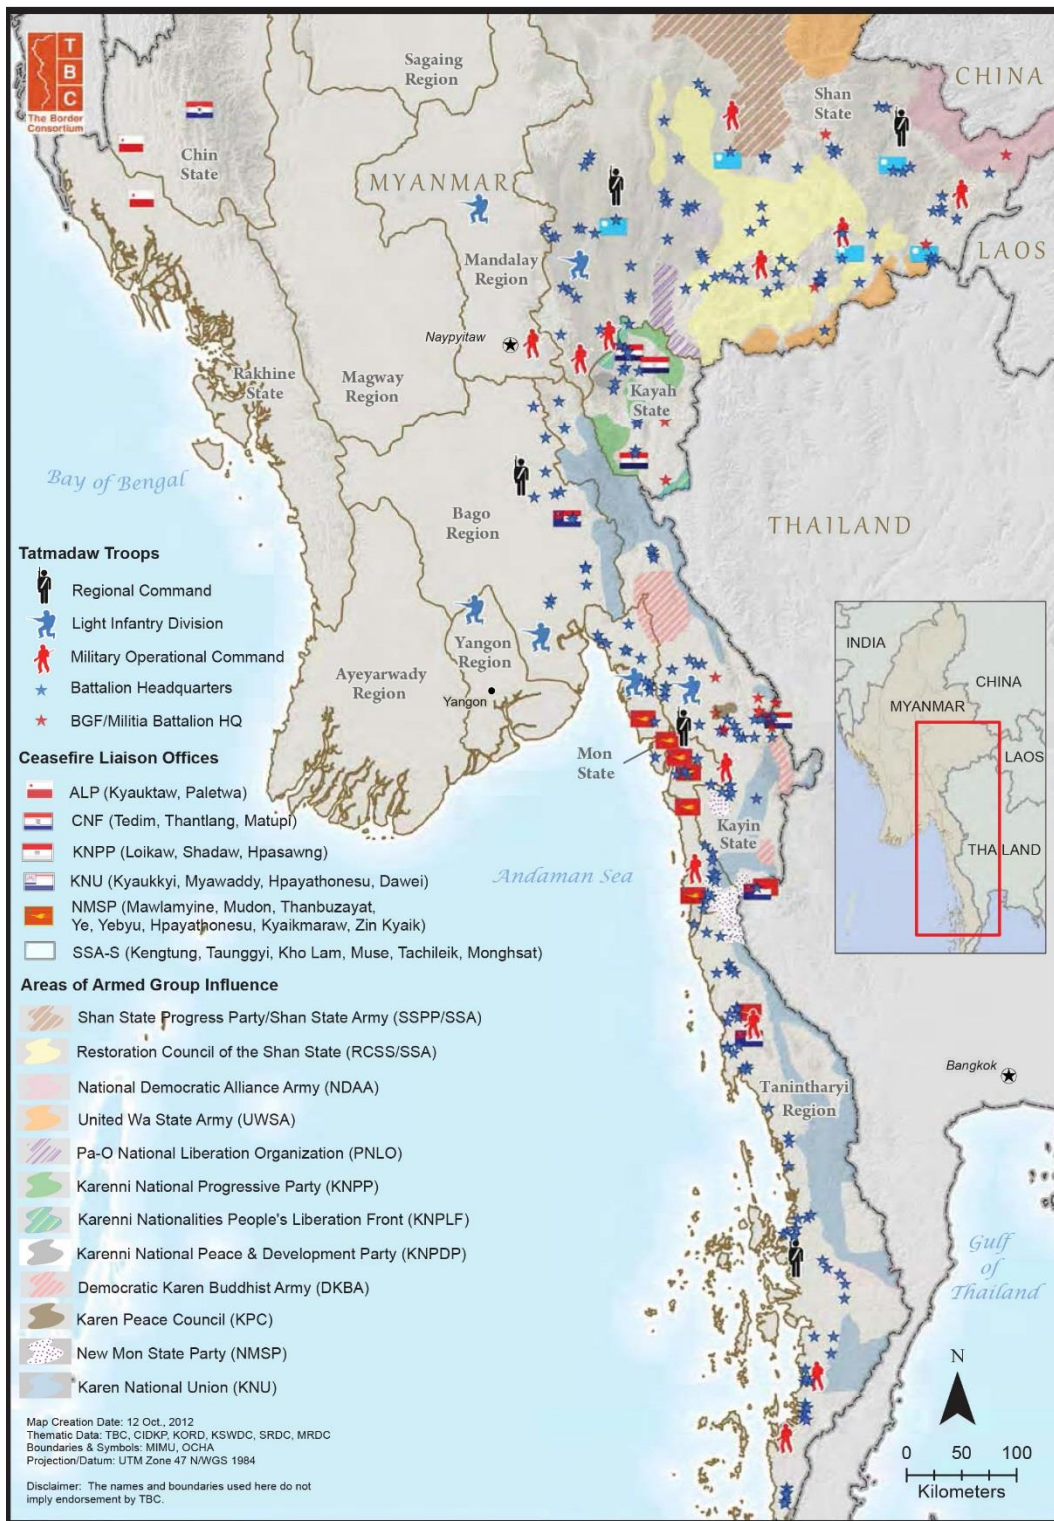 T
B
C
The Border
Consortium
Sagaing
Region
CHINA
Shan
State
Chin
State
MYANMAR
LAOS
Mandalay
Region
Naypyitaw
Rakhine
State
Magway
Region
Kayah
State
Bay of Bengal
Bago
Region
THAILAND
Tatmadaw Troops
Regional Command
Light Infantry Division
Military Operational Command
Battalion Headquarters
BGF/Militia Battalion HQ
Yangon
Region
Ayeyarwady
Region
Yangon
Mon
State
INDIA
CHINA
MYANMAR
LAOS
THAILAND
Ceasefire Liaison Offices
ALP (Kyauktaw, Paletwa)
CNF (Tedim, Thantlang, Matupi)
KNPP (Loikaw, Shadaw, Hpasawng)
KNU (Kyaukkyi, Myawaddy, Hpayathonesu, Dawei)
NMSP (Mawlamyine, Mudon, Thanbuzayat,
Ye, Yebyu, Hpayathonesu, Kyaikmaraw, Zin Kyaik)
SSA-S (Kengtung, Taunggyi, Kho Lam, Muse, Tachileik, Monghsat)
Kayin
State
Andaman Sea
Areas of Armed Group Influence
Shan State Progress Party/Shan State Army (SSPP/SSA)
Restoration Council of the Shan State (RCSS/SSA)
National Democratic Alliance Army (NDAA)
United Wa State Army (UWSA)
Pa-O National Liberation Organization (PNLO)
Karenni National Progressive Party (KNPP)
Karenni Nationalities People's Liberation Front (KNPLF)
Karenni National Peace & Development Party (KNPDP)
Democratic Karen Buddhist Army (DKBA)
Karen Peace Council (KPC)
New Mon State Party (NMSP)
Karen National Union (KNU)
Bangkok
Tanintharyi
Region
Gulf
of
Thailand
Map Creation Date: 12 Oct., 2012
Thematic Data: TBC, CIDKP, KORD, KSWDC, SRDC, MRDC
Boundaries & Symbols: MIMU, OCHA
Projection/Datum: UTM Zone 47 N/WGS 1984
Disclaimer: The names and boundaries used here do not
imply endorsement by TBC.
N
0 50 100
Kilometers